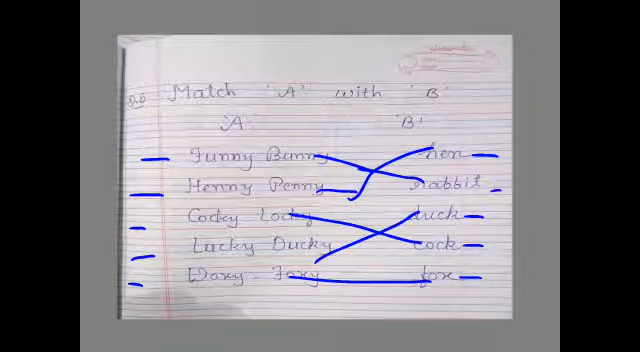 Match 'A' with 'B'
'A' 'B'
Funny Bunny hen
Henny Penny rabbit
Cocky Locky duck
Lucky Ducky cock
Woxy - Foxy fox